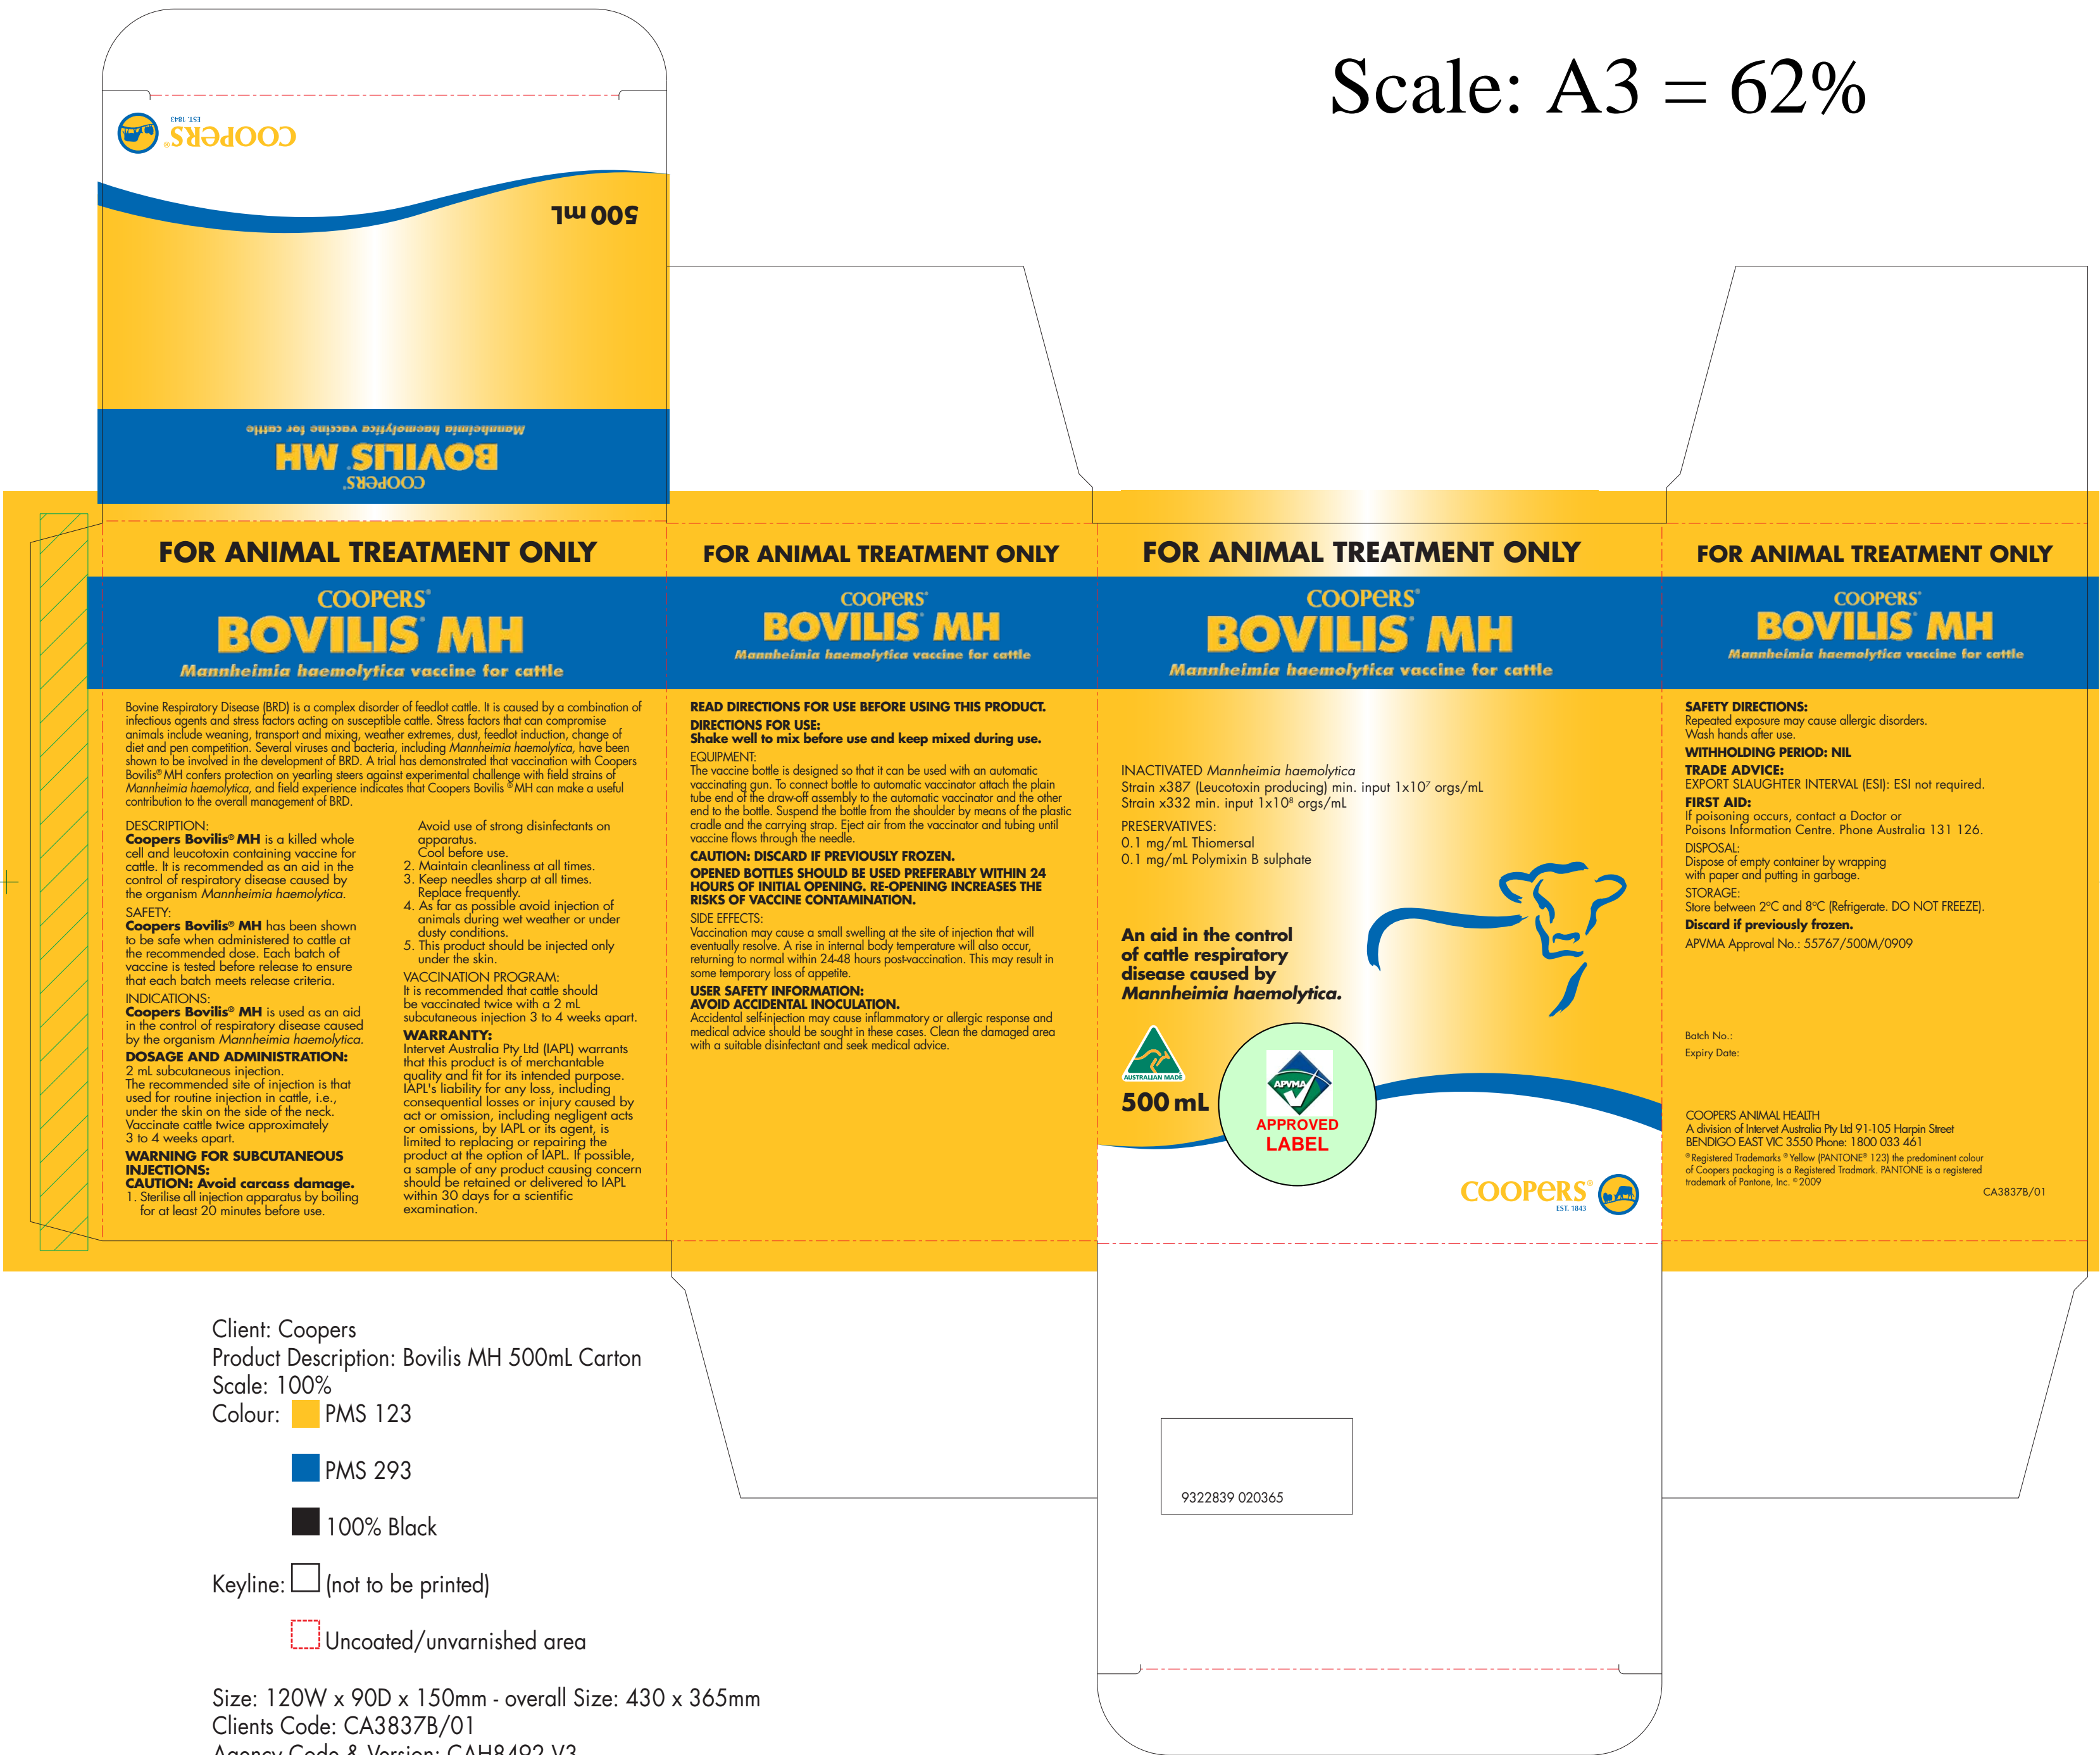 Scale: A3 = 62%
COOPERS®
EST. 1843
500 mL
COOPERS®
BOVILIS® MH
Mannheimia haemolytica vaccine for cattle
FOR ANIMAL TREATMENT ONLY
COOPERS®
BOVILIS® MH
Mannheimia haemolytica vaccine for cattle
Bovine Respiratory Disease (BRD) is a complex disorder of feedlot cattle. It is caused by a combination of
infectious agents and stress factors acting on susceptible cattle. Stress factors that can compromise
animals include weaning, transport and mixing, weather extremes, dust, feedlot induction, change of
diet and pen competition. Several viruses and bacteria, including Mannheimia haemolytica, have been
shown to be involved in the development of BRD. A trial has demonstrated that vaccination with Coopers
Bovilis® MH confers protection on yearling steers against experimental challenge with field strains of
Mannheimia haemolytica, and field experience indicates that Coopers Bovilis ® MH can make a useful
contribution to the overall management of BRD.
DESCRIPTION:
Coopers Bovilis® MH is a killed whole
cell and leucotoxin containing vaccine for
cattle. It is recommended as an aid in the
control of respiratory disease caused by
the organism Mannheimia haemolytica.
SAFETY:
Coopers Bovilis® MH has been shown
to be safe when administered to cattle at
the recommended dose. Each batch of
vaccine is tested before release to ensure
that each batch meets release criteria.
INDICATIONS:
Coopers Bovilis® MH is used as an aid
in the control of respiratory disease caused
by the organism Mannheimia haemolytica.
DOSAGE AND ADMINISTRATION:
2 mL subcutaneous injection.
The recommended site of injection is that
used for routine injection in cattle, i.e.,
under the skin on the side of the neck.
Vaccinate cattle twice approximately
3 to 4 weeks apart.
WARNING FOR SUBCUTANEOUS
INJECTIONS:
CAUTION: Avoid carcass damage.
1. Sterilise all injection apparatus by boiling
for at least 20 minutes before use.
Avoid use of strong disinfectants on
apparatus.
Cool before use.
2. Maintain cleanliness at all times.
3. Keep needles sharp at all times.
Replace frequently.
4. As far as possible avoid injection of
animals during wet weather or under
dusty conditions.
5. This product should be injected only
under the skin.
VACCINATION PROGRAM:
It is recommended that cattle should
be vaccinated twice with a 2 mL
subcutaneous injection 3 to 4 weeks apart.
WARRANTY:
Intervet Australia Pty Ltd (IAPL) warrants
that this product is of merchantable
quality and fit for its intended purpose.
IAPL's liability for any loss, including
consequential losses or injury caused by
act or omission, including negligent acts
or omissions, by IAPL or its agent, is
limited to replacing or repairing the
product at the option of IAPL. If possible,
a sample of any product causing concern
should be retained or delivered to IAPL
within 30 days for a scientific
examination.
FOR ANIMAL TREATMENT ONLY
COOPERS®
BOVILIS® MH
Mannheimia haemolytica vaccine for cattle
READ DIRECTIONS FOR USE BEFORE USING THIS PRODUCT.
DIRECTIONS FOR USE:
Shake well to mix before use and keep mixed during use.
EQUIPMENT:
The vaccine bottle is designed so that it can be used with an automatic
vaccinating gun. To connect bottle to automatic vaccinator attach the plain
tube end of the draw-off assembly to the automatic vaccinator and the other
end to the bottle. Suspend the bottle from the shoulder by means of the plastic
cradle and the carrying strap. Eject air from the vaccinator and tubing until
vaccine flows through the needle.
CAUTION: DISCARD IF PREVIOUSLY FROZEN.
OPENED BOTTLES SHOULD BE USED PREFERABLY WITHIN 24
HOURS OF INITIAL OPENING. RE-OPENING INCREASES THE
RISKS OF VACCINE CONTAMINATION.
SIDE EFFECTS:
Vaccination may cause a small swelling at the site of injection that will
eventually resolve. A rise in internal body temperature will also occur,
returning to normal within 24-48 hours post-vaccination. This may result in
some temporary loss of appetite.
USER SAFETY INFORMATION:
AVOID ACCIDENTAL INOCULATION.
Accidental self-injection may cause inflammatory or allergic response and
medical advice should be sought in these cases. Clean the damaged area
with a suitable disinfectant and seek medical advice.
FOR ANIMAL TREATMENT ONLY
COOPERS®
BOVILIS® MH
Mannheimia haemolytica vaccine for cattle
INACTIVATED Mannheimia haemolytica
Strain x387 (Leucotoxin producing) min. input 1x10⁷ orgs/mL
Strain x332 min. input 1x10⁸ orgs/mL
PRESERVATIVES:
0.1 mg/mL Thiomersal
0.1 mg/mL Polymixin B sulphate
An aid in the control
of cattle respiratory
disease caused by
Mannheimia haemolytica.
AUSTRALIAN MADE
500 mL
APVMA
APPROVED
LABEL
COOPERS®
EST. 1843
9322839 020365
FOR ANIMAL TREATMENT ONLY
COOPERS®
BOVILIS® MH
Mannheimia haemolytica vaccine for cattle
SAFETY DIRECTIONS:
Repeated exposure may cause allergic disorders.
Wash hands after use.
WITHHOLDING PERIOD: NIL
TRADE ADVICE:
EXPORT SLAUGHTER INTERVAL (ESI): ESI not required.
FIRST AID:
If poisoning occurs, contact a Doctor or
Poisons Information Centre. Phone Australia 131 126.
DISPOSAL:
Dispose of empty container by wrapping
with paper and putting in garbage.
STORAGE:
Store between 2°C and 8°C (Refrigerate. DO NOT FREEZE).
Discard if previously frozen.
APVMA Approval No.: 55767/500M/0909
Batch No.:
Expiry Date:
COOPERS ANIMAL HEALTH
A division of Intervet Australia Pty Ltd 91-105 Harpin Street
BENDIGO EAST VIC 3550 Phone: 1800 033 461
® Registered Trademarks ® Yellow (PANTONE® 123) the predominent colour
of Coopers packaging is a Registered Tradmark. PANTONE is a registered
trademark of Pantone, Inc. © 2009
CA3837B/01
Client: Coopers
Product Description: Bovilis MH 500mL Carton
Scale: 100%
Colour: PMS 123
PMS 293
100% Black
Keyline: (not to be printed)
Uncoated/unvarnished area
Size: 120W x 90D x 150mm - overall Size: 430 x 365mm
Clients Code: CA3837B/01
Agency Code & Version: CAH8492 V3